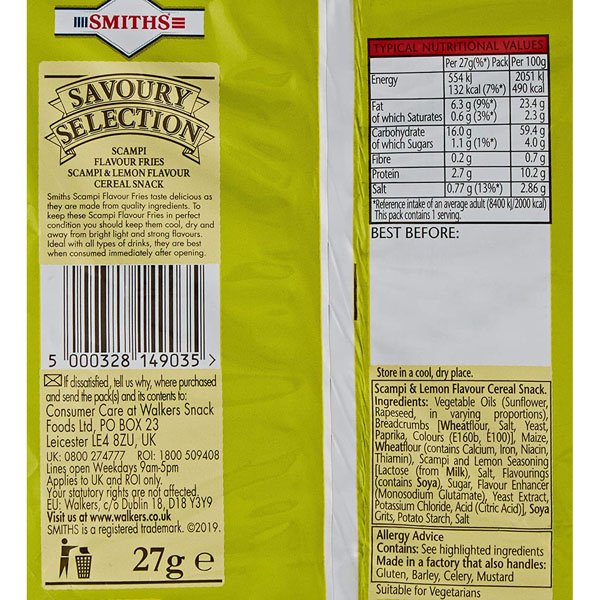 SMITHS
SAVOURY
SELECTION
SCAMPI
FLAVOUR FRIES
SCAMPI & LEMON FLAVOUR
CEREAL SNACK
Smiths Scampi Flavour Fries taste delicious as
they are made from quality ingredients. To
keep these Scampi Flavour Fries in perfect
condition you should keep them cool, dry and
away from bright light and strong flavours.
Ideal with all types of drinks, they are best
when consumed immediately after opening.
5 000328 149035 >
If dissatisfied, tell us why, where purchased
and send the pack(s) and its contents to:
Consumer Care at Walkers Snack
Foods Ltd, PO BOX 23
Leicester LE4 8ZU, UK
UK: 0800 274777 ROI: 1800 509408
Lines open Weekdays 9am-5pm
Applies to UK and ROI only.
Your statutory rights are not affected.
EU: Walkers, c/o Dublin 18, D18 Y3Y9
Visit us at www.walkers.co.uk
SMITHS is a registered trademark. ©2019.
27g e
TYPICAL NUTRITIONAL VALUES
Per 27g(%*) Pack Per 100g
Energy 554 kJ 2051 kJ
132 kcal (7%*) 490 kcal
Fat 6.3 g (9%*) 23.4 g
of which Saturates 0.6 g (3%*) 2.3 g
Carbohydrate 16.0 g 59.4 g
of which Sugars 1.1 g (1%*) 4.0 g
Fibre 0.2 g 0.7 g
Protein 2.7 g 10.2 g
Salt 0.77 g (13%*) 2.86 g
*Reference intake of an average adult (8400 kJ/2000 kcal)
This pack contains 1 serving.
BEST BEFORE:
Store in a cool, dry place.
Scampi & Lemon Flavour Cereal Snack.
Ingredients: Vegetable Oils (Sunflower,
Rapeseed, in varying proportions),
Breadcrumbs [Wheatflour, Salt, Yeast,
Paprika, Colours (E160b, E100)], Maize,
Wheatflour (contains Calcium, Iron, Niacin,
Thiamin), Scampi and Lemon Seasoning
[Lactose (from Milk), Salt, Flavourings
(contains Soya), Sugar, Flavour Enhancer
(Monosodium Glutamate), Yeast Extract,
Potassium Chloride, Acid (Citric Acid)], Soya
Grits, Potato Starch, Salt
Allergy Advice
Contains: See highlighted ingredients
Made in a factory that also handles:
Gluten, Barley, Celery, Mustard
Suitable for Vegetarians